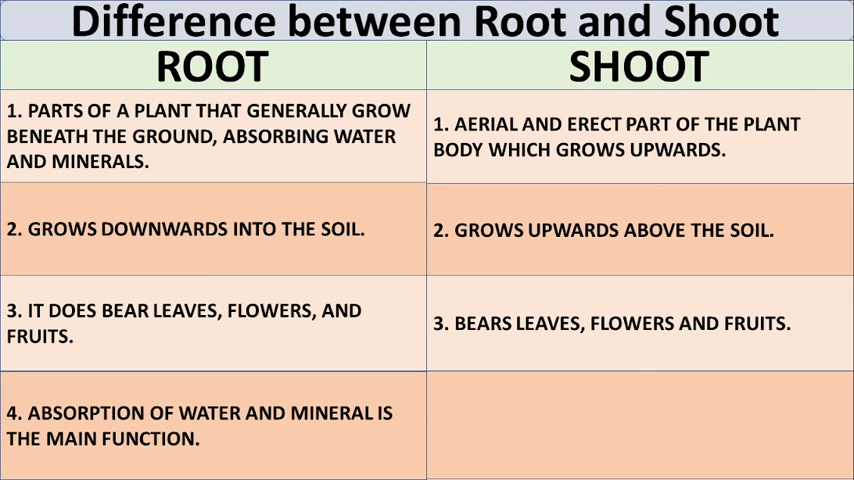 Difference between Root and Shoot
ROOT
SHOOT
1. PARTS OF A PLANT THAT GENERALLY GROW
BENEATH THE GROUND, ABSORBING WATER
AND MINERALS.
1. AERIAL AND ERECT PART OF THE PLANT
BODY WHICH GROWS UPWARDS.
2. GROWS DOWNWARDS INTO THE SOIL.
2. GROWS UPWARDS ABOVE THE SOIL.
3. IT DOES BEAR LEAVES, FLOWERS, AND
FRUITS.
3. BEARS LEAVES, FLOWERS AND FRUITS.
4. ABSORPTION OF WATER AND MINERAL IS
THE MAIN FUNCTION.